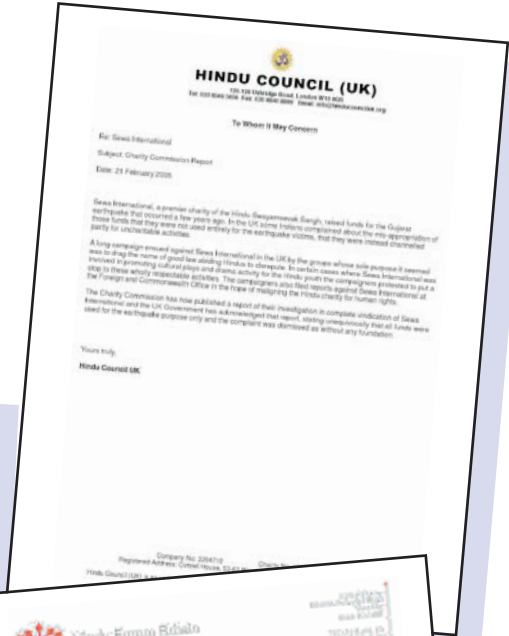 HINDU COUNCIL (UK)
Uxbridge Road, London
To Whom It May Concern
Re: Sewa International
Subject: Charity Commission Report
Date: 21 February 2005
Sewa International, a premier charity of the Hindu Swayamsevak Sangh, raised funds for the Gujarat
earthquake that occurred a few years ago. In the UK some Indians complained about the mis-appropriation of
those funds that they were not used entirely for the earthquake victims, that they were instead channelled
partly for uncharitable activities.
A long campaign ensued against Sewa International in the UK by the groups whose sole purpose it seemed
was to drag the name of good law abiding Hindus to disrepute. In certain cases where Sewa International was
involved in promoting cultural plays and drama activity for the Hindu youth the campaigners protested to put a
stop to these wholly respectable activities. The campaigners also filed reports against Sewa International at
the Foreign and Commonwealth Office in the hope of maligning the Hindu charity for human rights.
The Charity Commission has now published a report of their investigation in complete vindication of Sewa
International and the UK Government has acknowledged that report, stating unequivocally that all funds were
used for the earthquake purpose only and the complaint was dismissed as without any foundation.
Yours truly,
Hindu Council UK
Company No:
Registered Address:
Hindu Council (UK)
Hindu Forum